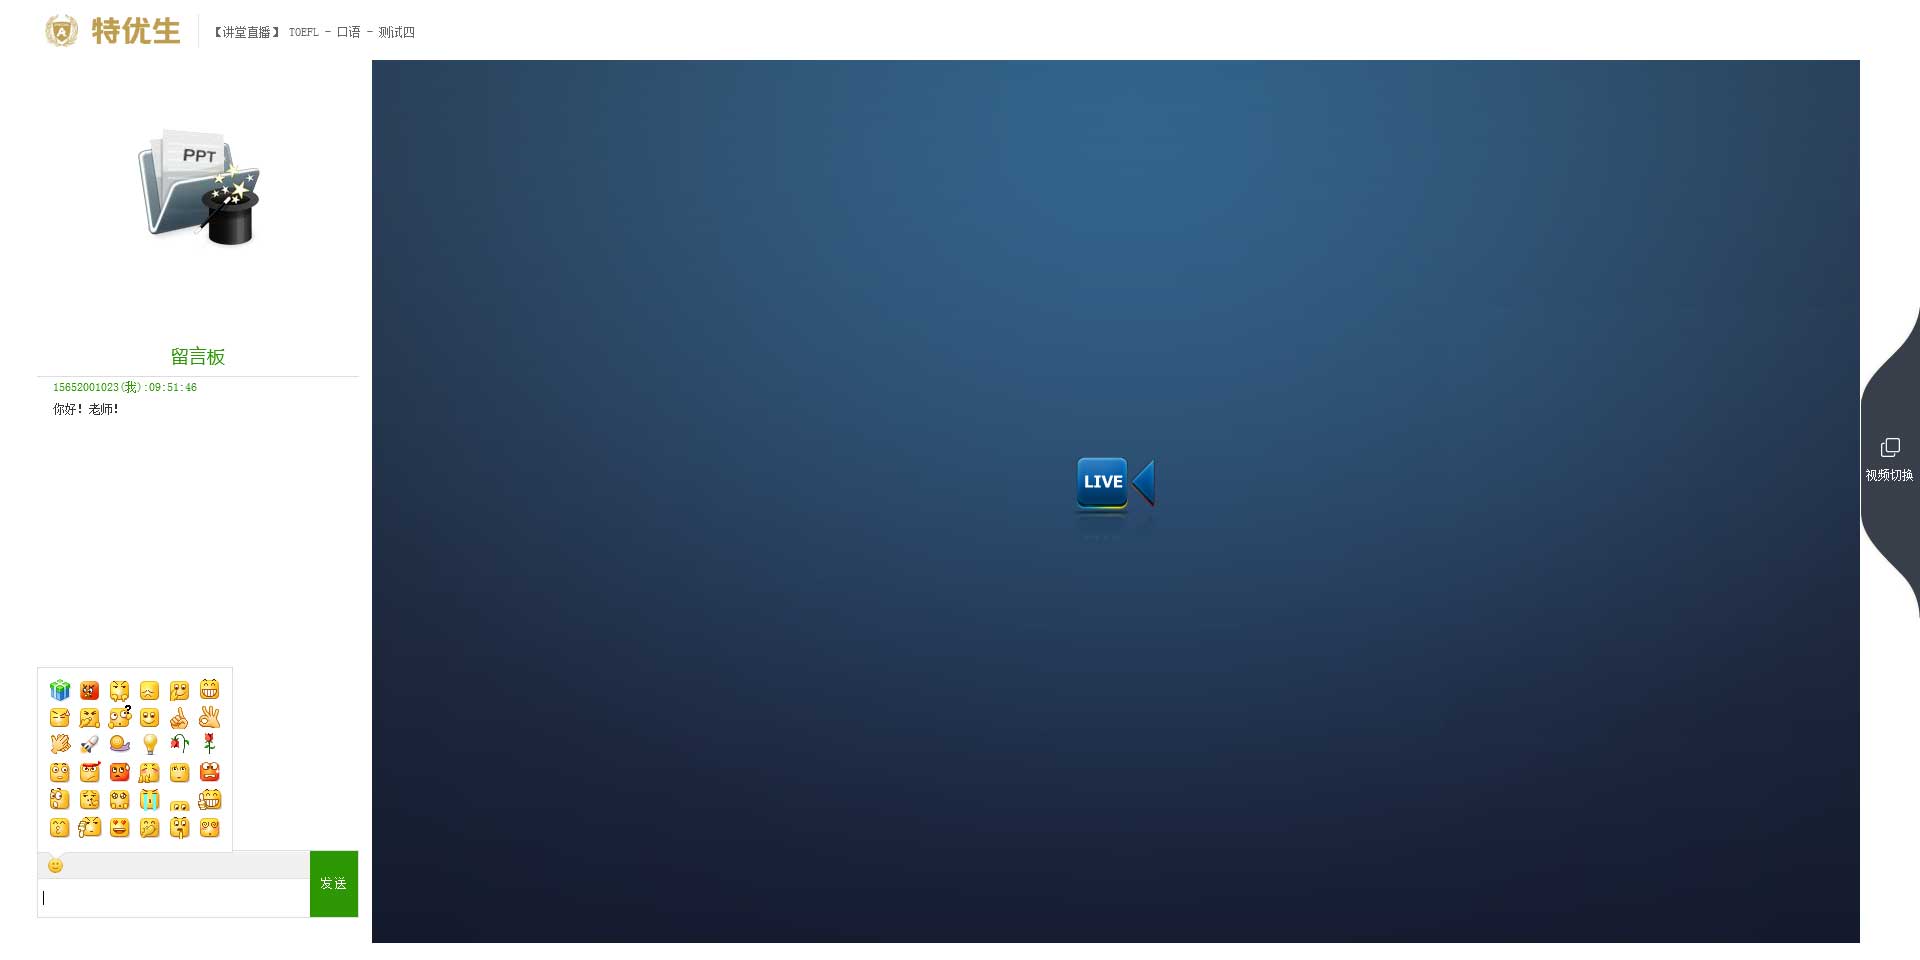 特优生
【讲堂直播】 TOEFL - 口语 - 测试四
PPT
留言板
15652001023(我):09:51:46
你好! 老师!
LIVE
视频切换
发送